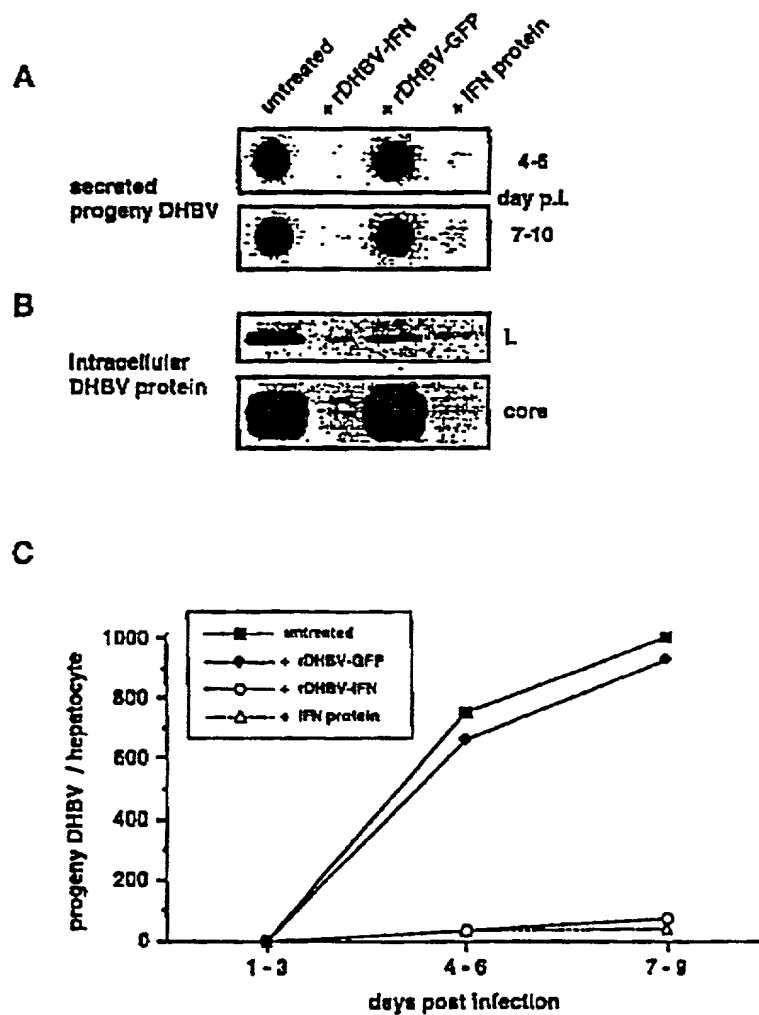 A
untreated
+ rDHBV-IFN
+ rDHBV-GFP
+ IFN protein
secreted
progeny DHBV
4-6
day p.i.
7-10
B
Intracellular
DHBV protein
L
core
C
untreated
+ rDHBV-GFP
+ rDHBV-IFN
+ IFN protein
progeny DHBV / hepatocyte
1000
800
600
400
200
0
1 - 3
4 - 6
7 - 9
days post infection